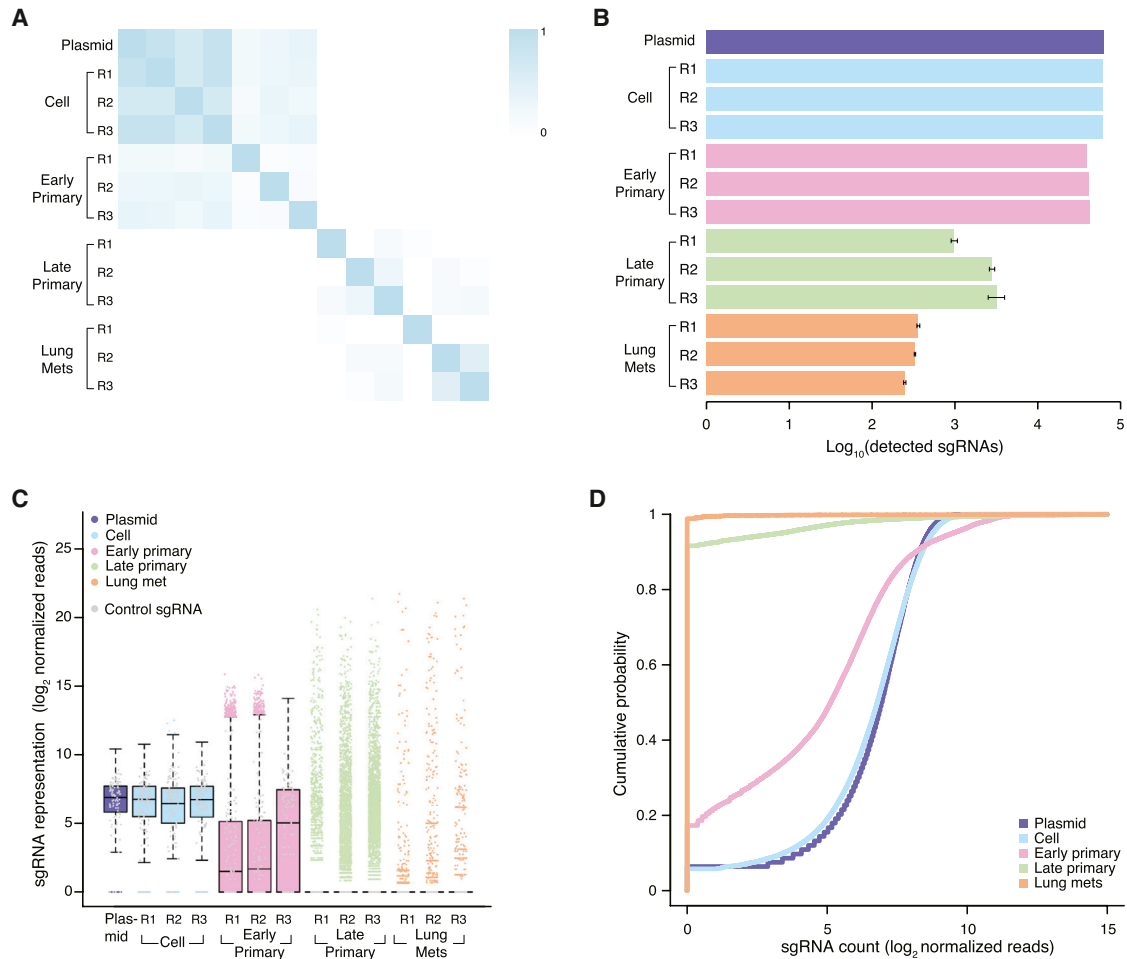 A
Plasmid
Cell
R1
R2
R3
Early
Primary
R1
R2
R3
Late
Primary
R1
R2
R3
Lung
Mets
R1
R2
R3
1
0
B
Plasmid
Cell
R1
R2
R3
Early
Primary
R1
R2
R3
Late
Primary
R1
R2
R3
Lung
Mets
R1
R2
R3
0 1 2 3 4 5
Log10(detected sgRNAs)
C
Plasmid
Cell
Early primary
Late primary
Lung met
Control sgRNA
sgRNA representation (log2 normalized reads)
25
20
15
10
5
0
Plas-
mid
R1 R2 R3
Cell
R1 R2 R3
Early
Primary
R1 R2 R3
Late
Primary
R1 R2 R3
Lung
Mets
D
Cumulative probability
1
0.8
0.6
0.4
0.2
0
Plasmid
Cell
Early primary
Late primary
Lung mets
0 5 10 15
sgRNA count (log2 normalized reads)